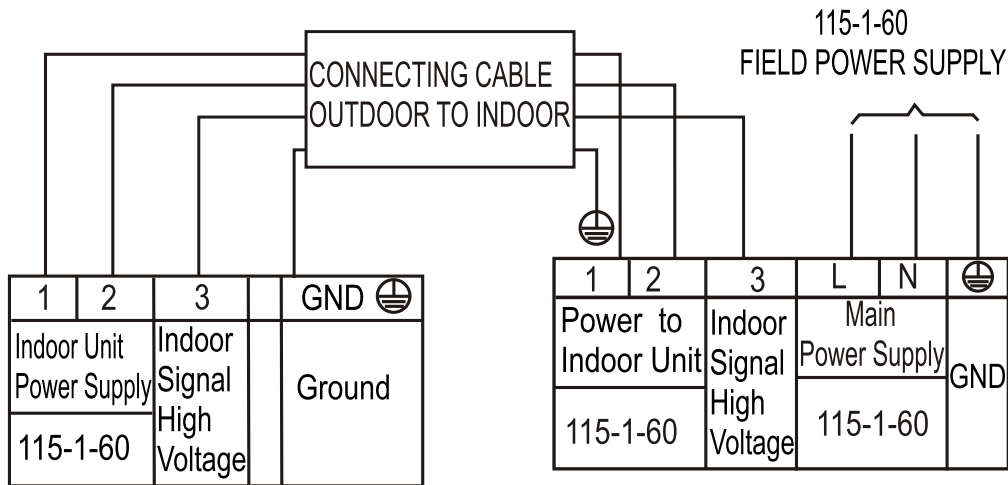 115-1-60
FIELD POWER SUPPLY
CONNECTING CABLE
OUTDOOR TO INDOOR
1 2 3 GND
Indoor Unit
Power Supply
115-1-60
Indoor
Signal
High
Voltage
Ground
1 2 3 L N
Power to
Indoor Unit
115-1-60
Indoor
Signal
High
Voltage
Main
Power Supply
115-1-60
GND